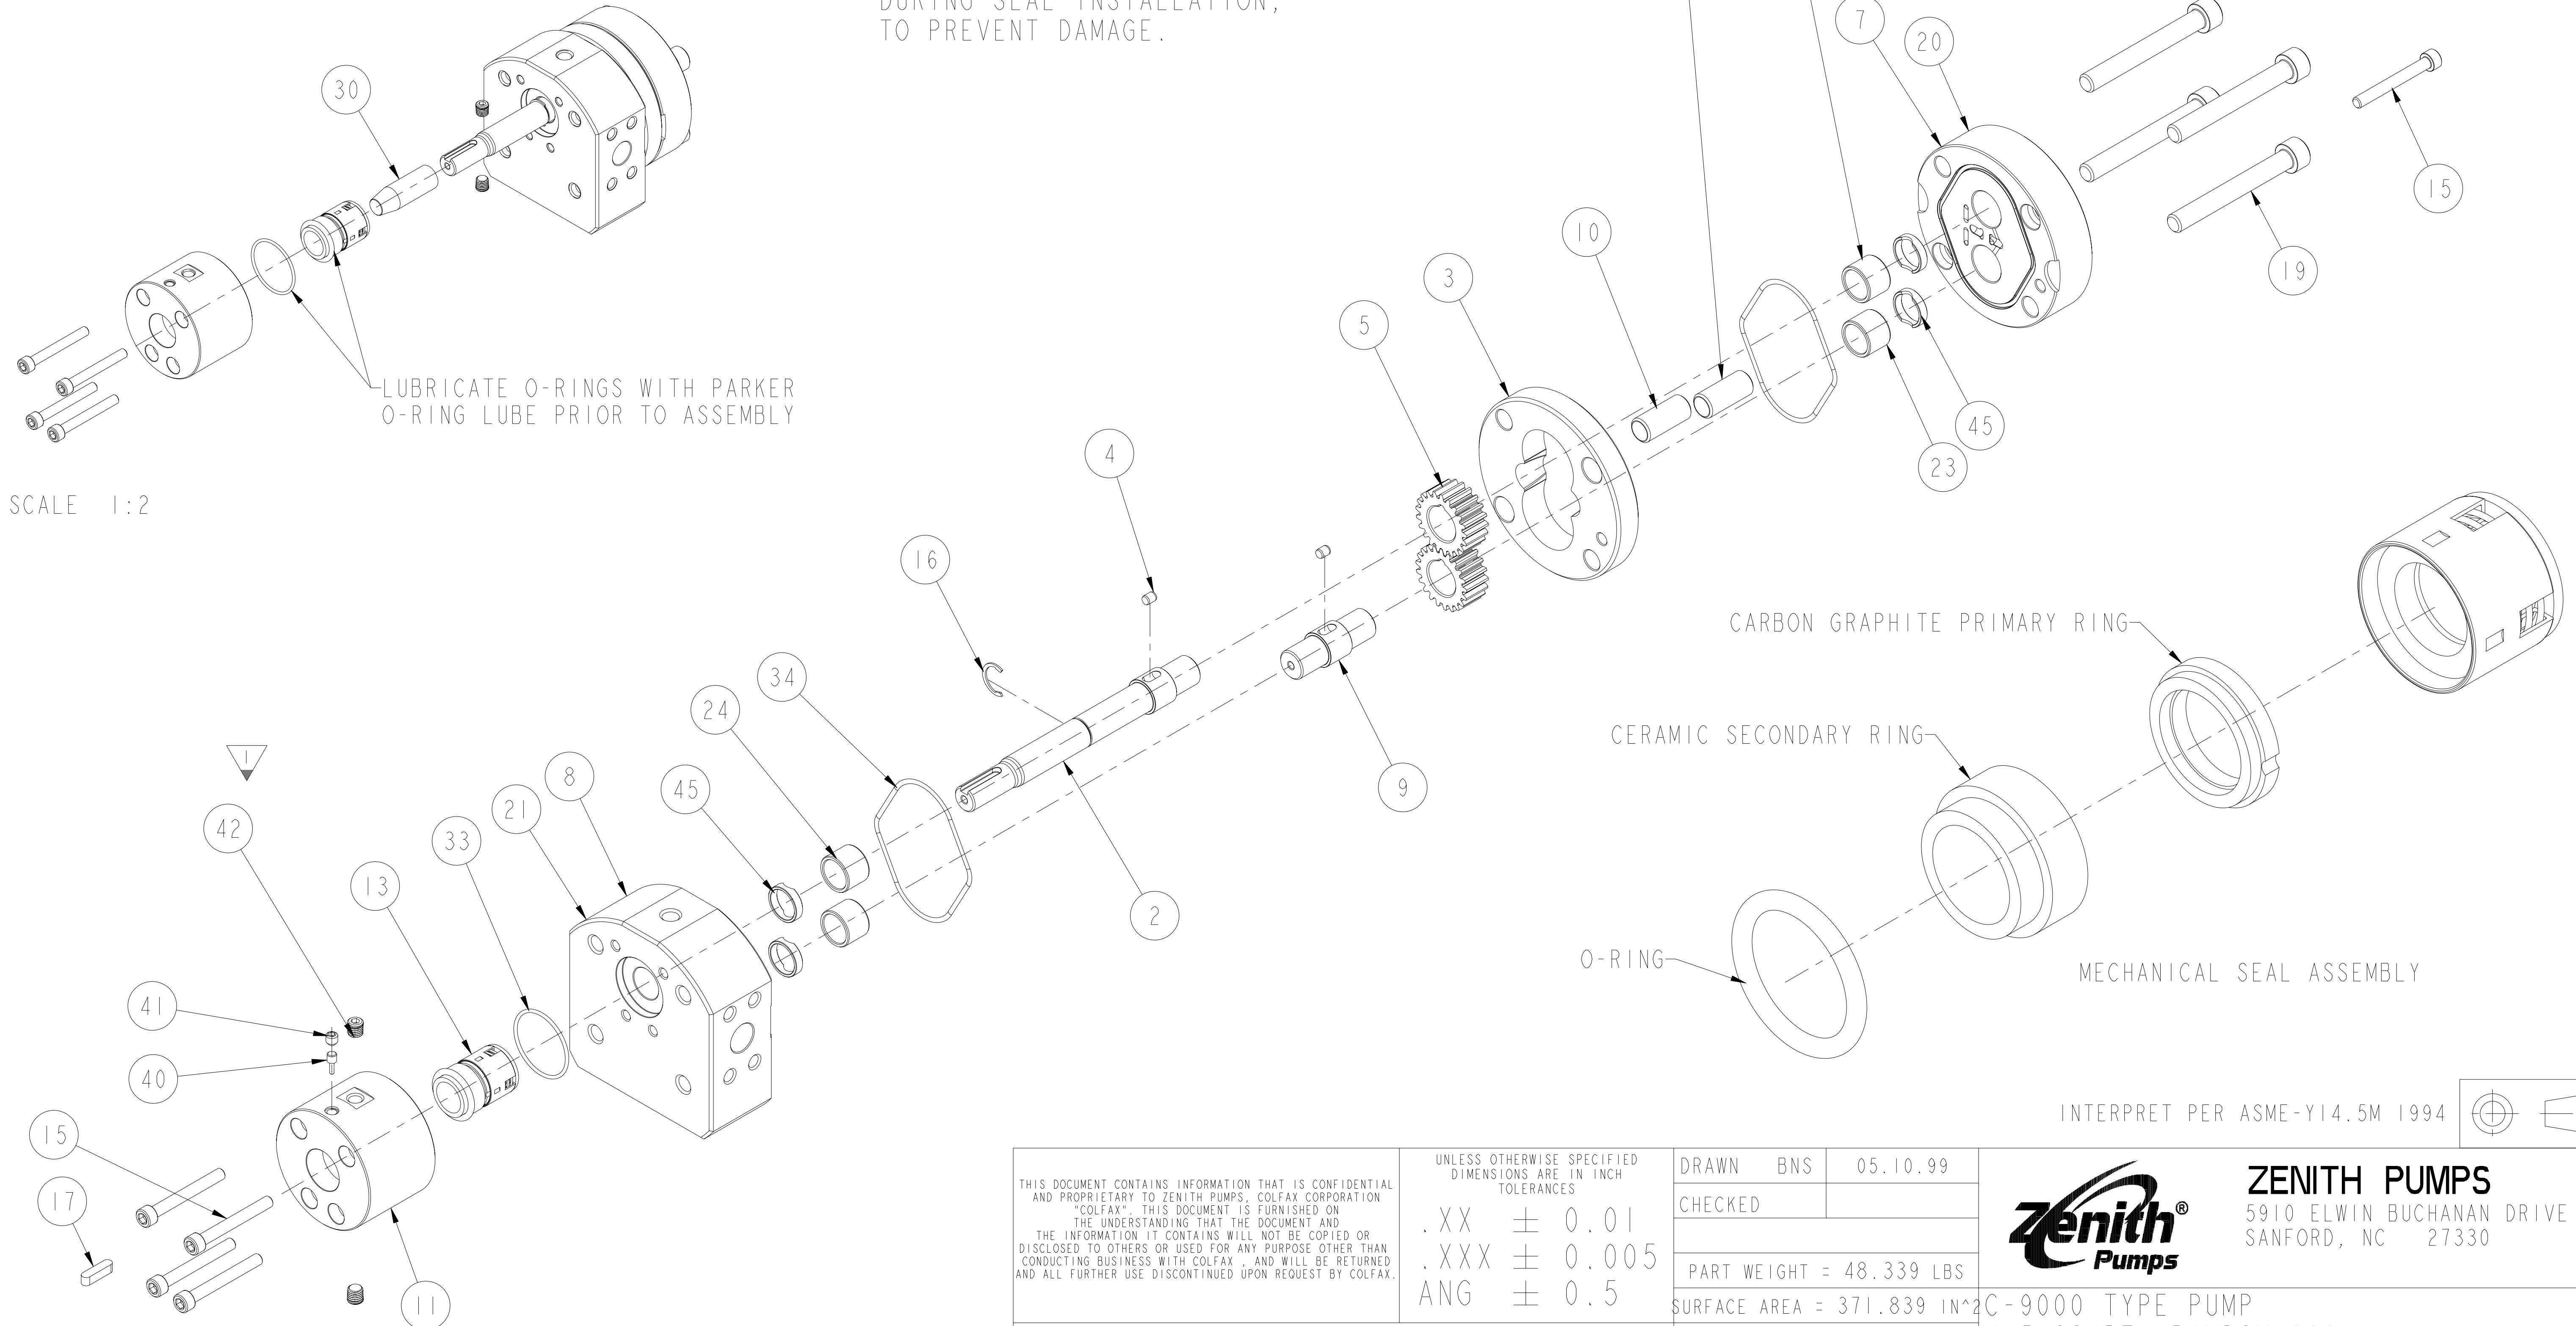 DURING SEAL INSTALLATION,
TO PREVENT DAMAGE.
7
20
30
15
19
10
3
5
LUBRICATE O-RINGS WITH PARKER
O-RING LUBE PRIOR TO ASSEMBLY
45
23
4
SCALE 1:2
16
CARBON GRAPHITE PRIMARY RING
34
24
CERAMIC SECONDARY RING
1
8
45
9
21
42
33
13
2
O-RING
MECHANICAL SEAL ASSEMBLY
41
40
15
17
11
INTERPRET PER ASME-Y14.5M 1994
THIS DOCUMENT CONTAINS INFORMATION THAT IS CONFIDENTIAL
AND PROPRIETARY TO ZENITH PUMPS, COLFAX CORPORATION
"COLFAX". THIS DOCUMENT IS FURNISHED ON
THE UNDERSTANDING THAT THE DOCUMENT AND
THE INFORMATION IT CONTAINS WILL NOT BE COPIED OR
DISCLOSED TO OTHERS OR USED FOR ANY PURPOSE OTHER THAN
CONDUCTING BUSINESS WITH COLFAX , AND WILL BE RETURNED
AND ALL FURTHER USE DISCONTINUED UPON REQUEST BY COLFAX.
UNLESS OTHERWISE SPECIFIED
DIMENSIONS ARE IN INCH
TOLERANCES
.XX ± 0.01
.XXX ± 0.005
ANG ± 0.5
DRAWN BNS 05.10.99
CHECKED
PART WEIGHT = 48.339 LBS
SURFACE AREA = 371.839 IN^2
Zenith®
Pumps
ZENITH PUMPS
5910 ELWIN BUCHANAN DRIVE
SANFORD, NC 27330
C-9000 TYPE PUMP